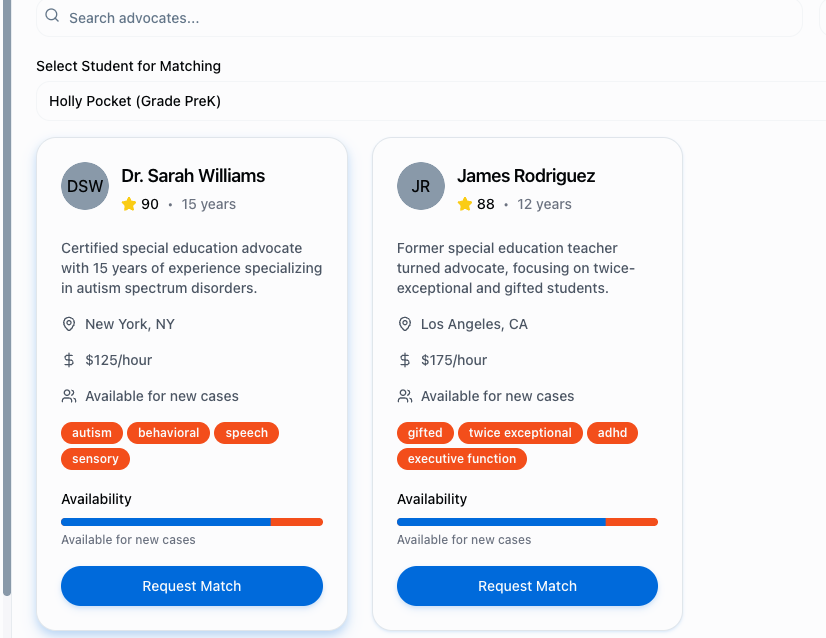 Search advocates...
Select Student for Matching
Holly Pocket (Grade PreK)
DSW
Dr. Sarah Williams
90 • 15 years
Certified special education advocate
with 15 years of experience specializing
in autism spectrum disorders.
New York, NY
$125/hour
Available for new cases
autism behavioral speech
sensory
Availability
Available for new cases
Request Match
JR
James Rodriguez
88 • 12 years
Former special education teacher
turned advocate, focusing on twice-
exceptional and gifted students.
Los Angeles, CA
$175/hour
Available for new cases
gifted twice exceptional adhd
executive function
Availability
Available for new cases
Request Match